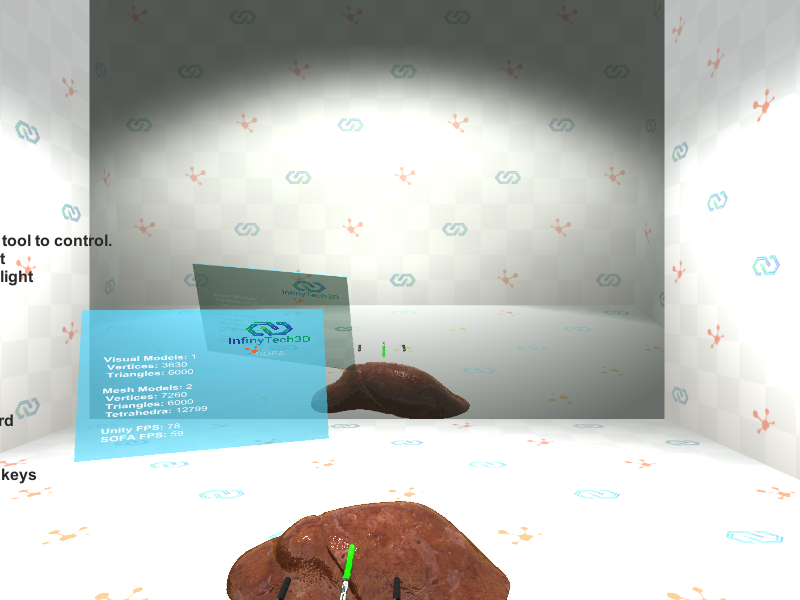 tool to control.
t
light
rd
keys
InfinyTech3D
InfinyTech3D
SOFA
Visual Models: 1
Vertices: 3630
Triangles: 6000
Mesh Models: 2
Vertices: 7260
Triangles: 6000
Tetrahedra: 12799
Unity FPS: 78
SOFA FPS: 59